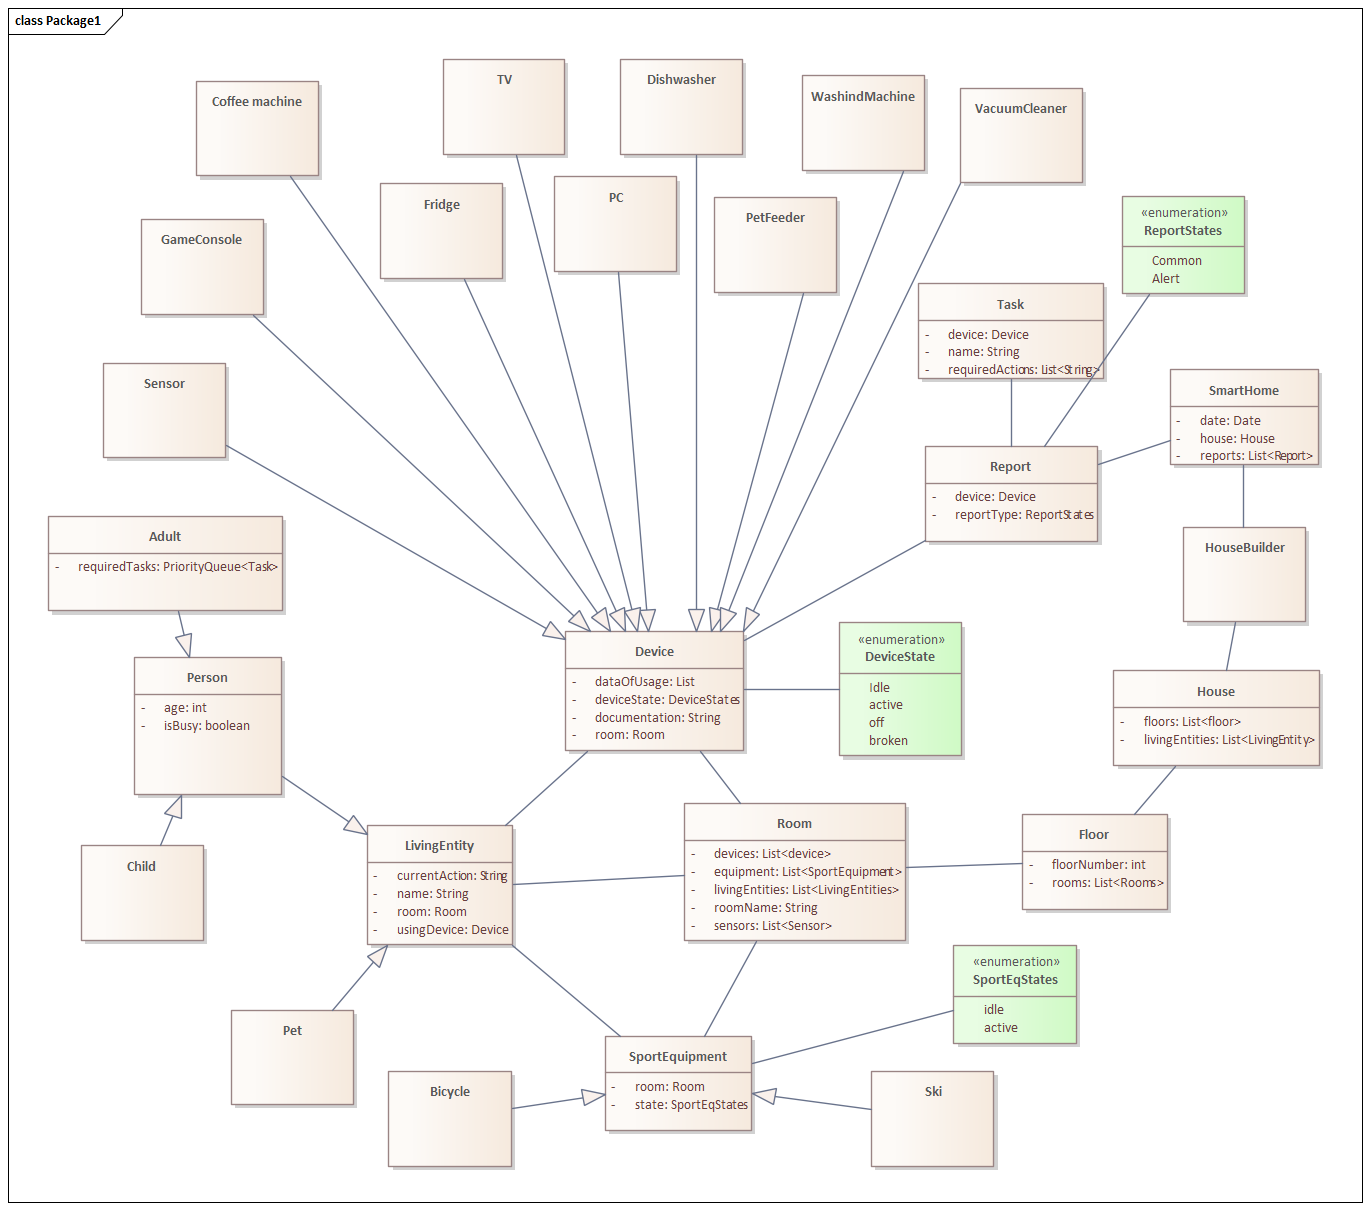 class Package1
TV
Dishwasher
Coffee machine
WashindMachine
VacuumCleaner
Fridge
PC
PetFeeder
GameConsole
«enumeration»
ReportStates
Common
Alert
Task
- device: Device
- name: String
- requiredActions: List<String>
Sensor
SmartHome
- date: Date
- house: House
- reports: List<Report>
Report
- device: Device
- reportType: ReportStates
Adult
- requiredTasks: PriorityQueue<Task>
HouseBuilder
Device
- dataOfUsage: List
- deviceState: DeviceStates
- documentation: String
- room: Room
«enumeration»
DeviceState
Idle
active
off
broken
Person
- age: int
- isBusy: boolean
House
- floors: List<floor>
- livingEntities: List<LivingEntity>
Child
LivingEntity
- currentAction: String
- name: String
- room: Room
- usingDevice: Device
Room
- devices: List<device>
- equipment: List<SportEquipment>
- livingEntities: List<LivingEntities>
- roomName: String
- sensors: List<Sensor>
Floor
- floorNumber: int
- rooms: List<Rooms>
«enumeration»
SportEqStates
idle
active
Pet
SportEquipment
- room: Room
- state: SportEqStates
Bicycle
Ski